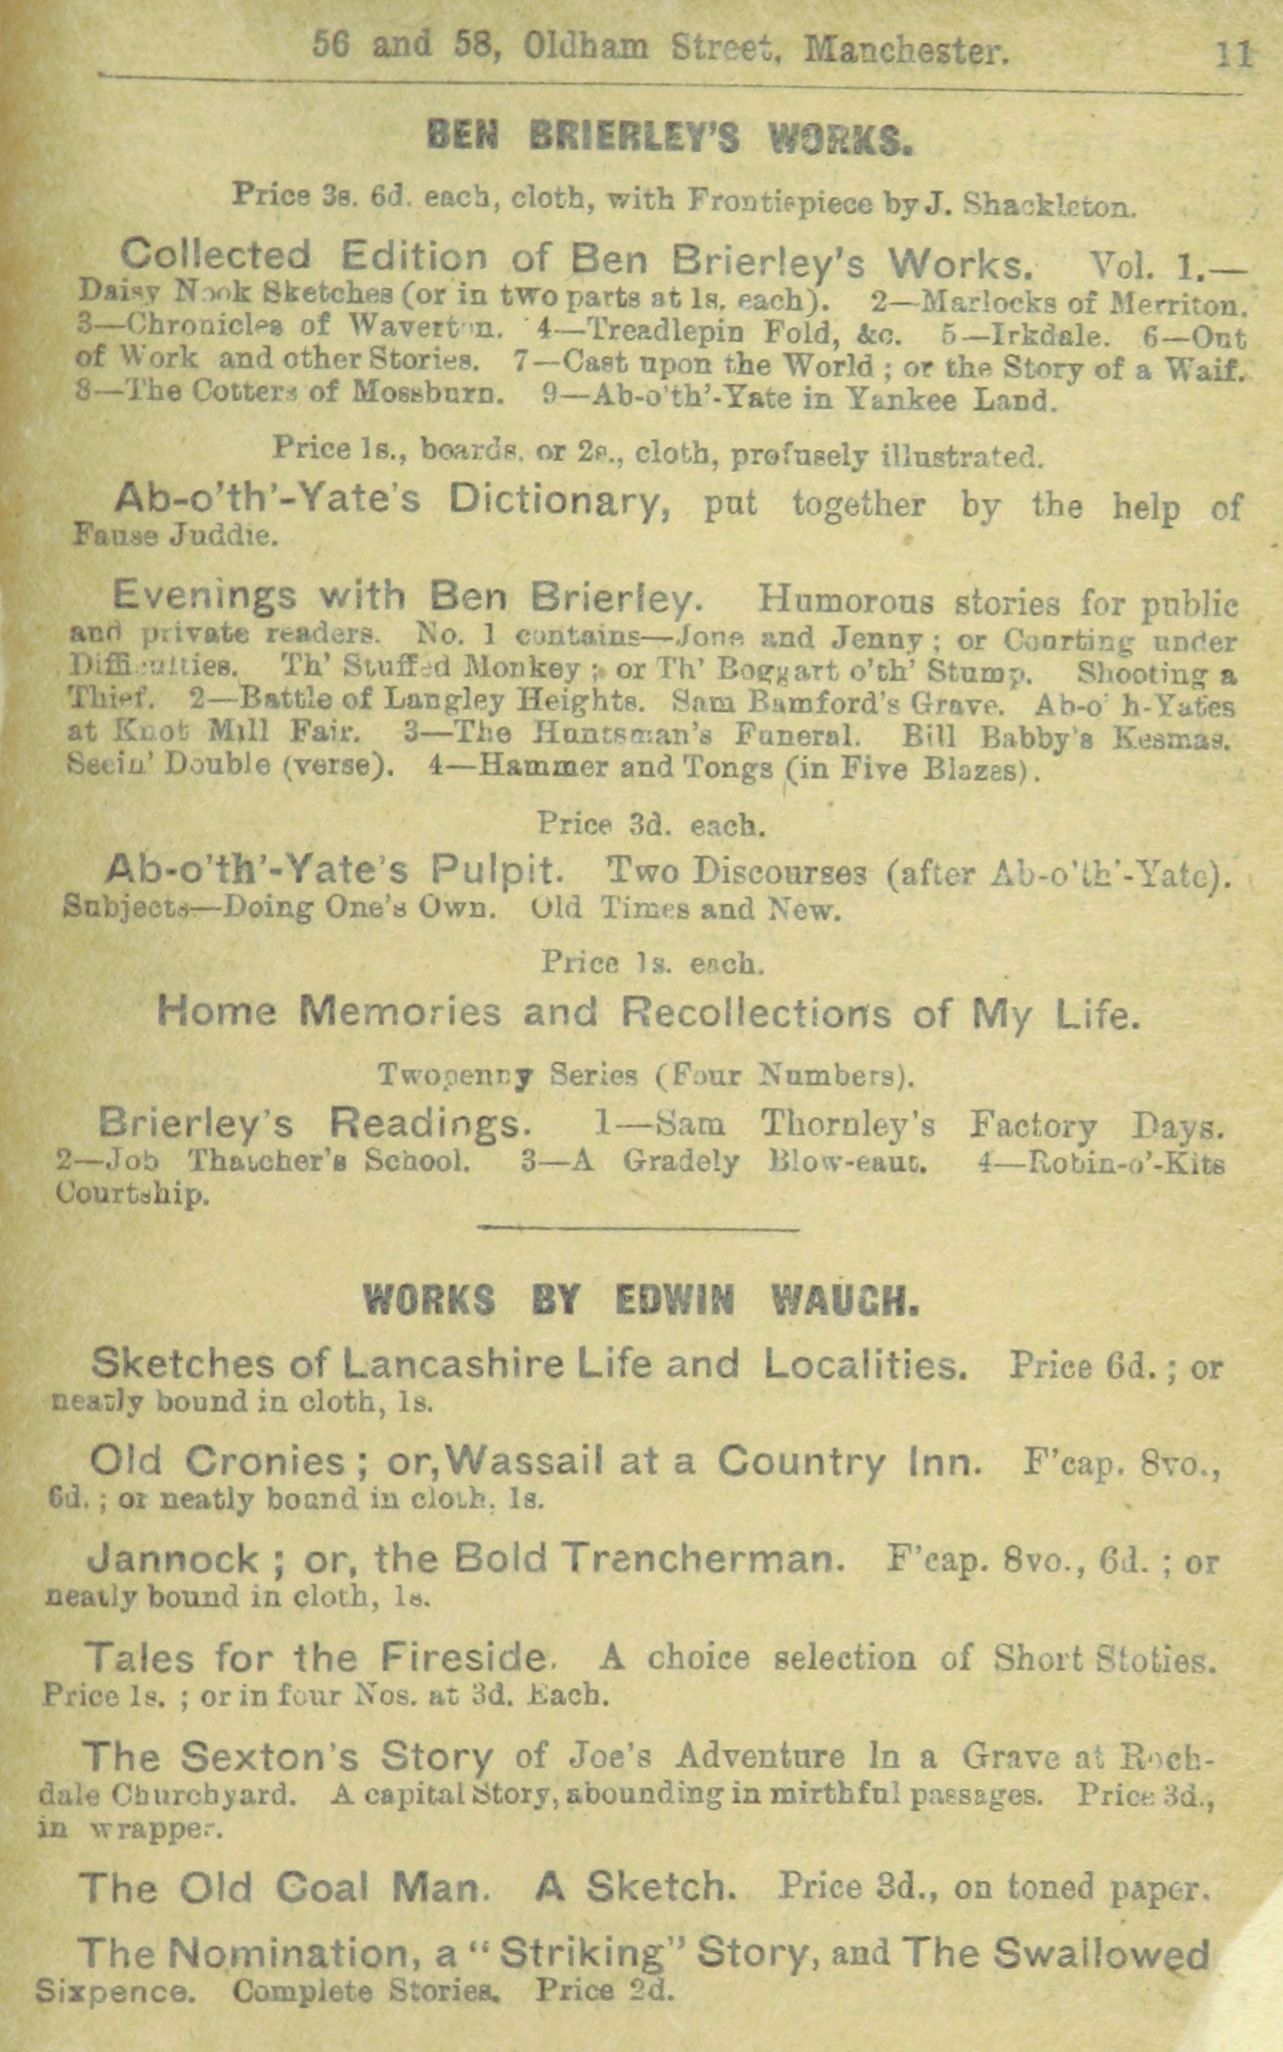 56 and 58, Oldham Street, Manchester. 11
BEN BRIERLEY'S WORKS.
Price 3s. 6d. each, cloth, with Frontispiece by J. Shackleton.
Collected Edition of Ben Brierley's Works. Vol. 1.—
Daisy Nook Sketches (or in two parts at 1s. each). 2—Marlocks of Merriton.
3—Chronicles of Waverton. 4—Treadlepin Fold, &c. 5—Irkdale. 6—Out
of Work and other Stories. 7—Cast upon the World ; or the Story of a Waif.
8—The Cotters of Mossburn. 9—Ab-o'th'-Yate in Yankee Land.
Price 1s., boards, or 2s., cloth, profusely illustrated.
Ab-o'th'-Yate's Dictionary, put together by the help of
Fause Juddie.
Evenings with Ben Brierley. Humorous stories for public
and private readers. No. 1 contains—Jone and Jenny ; or Courting under
Difficulties. Th' Stuffed Monkey ; or Th' Boggart o'th' Stump. Shooting a
Thief. 2—Battle of Langley Heights. Sam Bamford's Grave. Ab-o' h-Yates
at Knot Mill Fair. 3—The Huntsman's Funeral. Bill Babby's Kesmas.
Seein' Double (verse). 4—Hammer and Tongs (in Five Blazes).
Price 3d. each.
Ab-o'th'-Yate's Pulpit. Two Discourses (after Ab-o'th'-Yate).
Subjects—Doing One's Own. Old Times and New.
Price 1s. each.
Home Memories and Recollections of My Life.
Twopenny Series (Four Numbers).
Brierley's Readings. 1—Sam Thornley's Factory Days.
2—Job Thatcher's School. 3—A Gradely Blow-eaut. 4—Robin-o'-Kits
Courtship.
WORKS BY EDWIN WAUGH.
Sketches of Lancashire Life and Localities. Price 6d. ; or
neatly bound in cloth, 1s.
Old Cronies ; or, Wassail at a Country Inn. F'cap. 8vo.,
6d. ; or neatly bound in cloth, 1s.
Jannock ; or, the Bold Trencherman. F'cap. 8vo., 6d. ; or
neatly bound in cloth, 1s.
Tales for the Fireside. A choice selection of Short Stoties.
Price 1s. ; or in four Nos. at 3d. Each.
The Sexton's Story of Joe's Adventure In a Grave at Roch-
dale Churchyard. A capital Story, abounding in mirthful passages. Price 3d.,
in wrapper.
The Old Coal Man. A Sketch. Price 3d., on toned paper.
The Nomination, a "Striking" Story, and The Swallowed
Sixpence. Complete Stories. Price 2d.